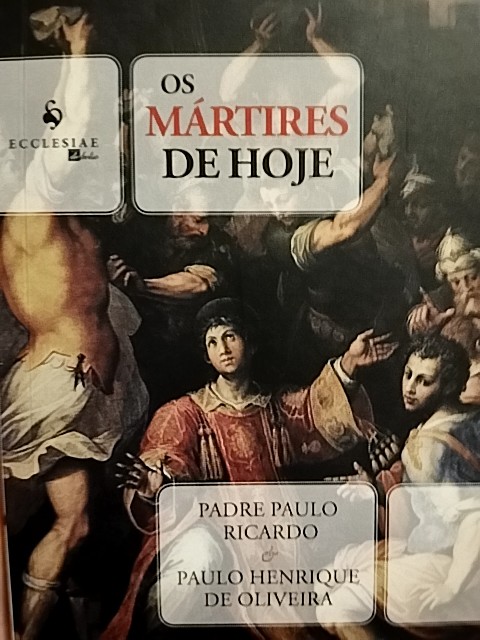 ECCLESIAE
OS
MÁRTIRES
DE HOJE
PADRE PAULO
RICARDO
&
PAULO HENRIQUE
DE OLIVEIRA